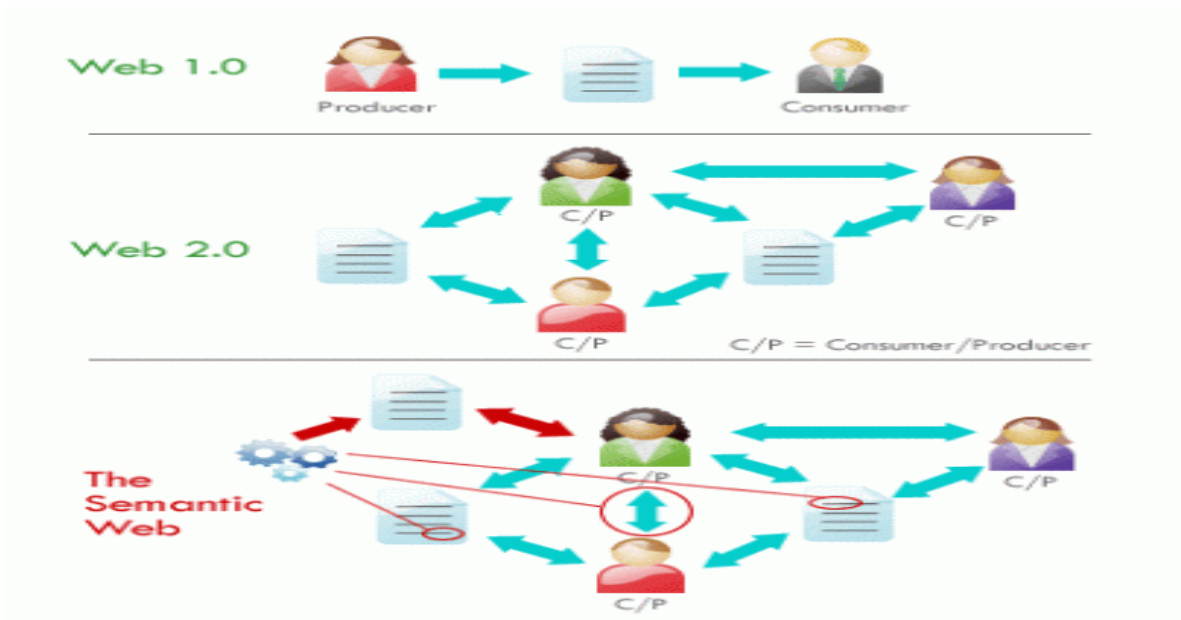 Web 1.0
Producer
Consumer
C/P
C/P
Web 2.0
C/P
C/P = Consumer/Producer
C/P
C/P
The
Semantic
Web
C/P